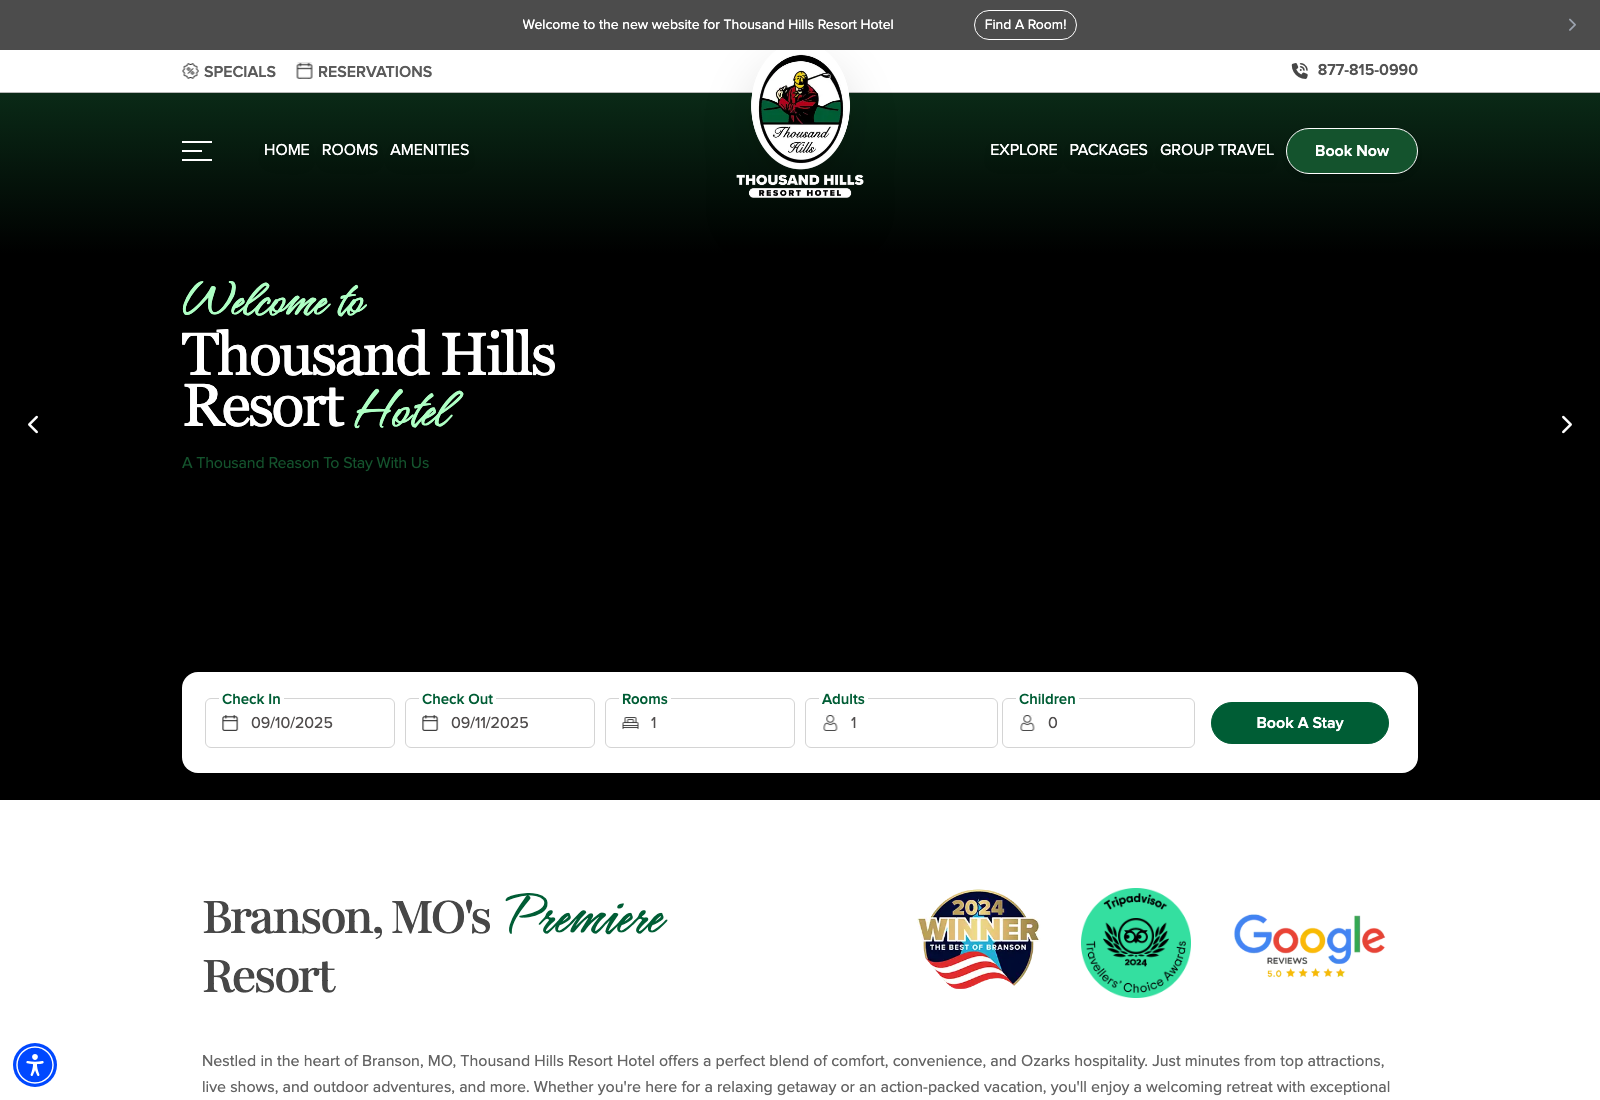 Welcome to the new website for Thousand Hills Resort Hotel
Find A Room!
SPECIALS
RESERVATIONS
877-815-0990
HOME ROOMS AMENITIES
Thousand
Hills
THOUSAND HILLS
RESORT HOTEL
EXPLORE PACKAGES GROUP TRAVEL
Book Now
Welcome to
Thousand Hills
Resort Hotel
A Thousand Reason To Stay With Us
Check In
09/10/2025
Check Out
09/11/2025
Rooms
1
Adults
1
Children
0
Book A Stay
Branson, MO's Premiere
Resort
2024
WINNER
THE BEST OF BRANSON
Tripadvisor
2024
Travellers' Choice Awards
Google
REVIEWS
5.0
Nestled in the heart of Branson, MO, Thousand Hills Resort Hotel offers a perfect blend of comfort, convenience, and Ozarks hospitality. Just minutes from top attractions,
live shows, and outdoor adventures, and more. Whether you're here for a relaxing getaway or an action-packed vacation, you'll enjoy a welcoming retreat with exceptional